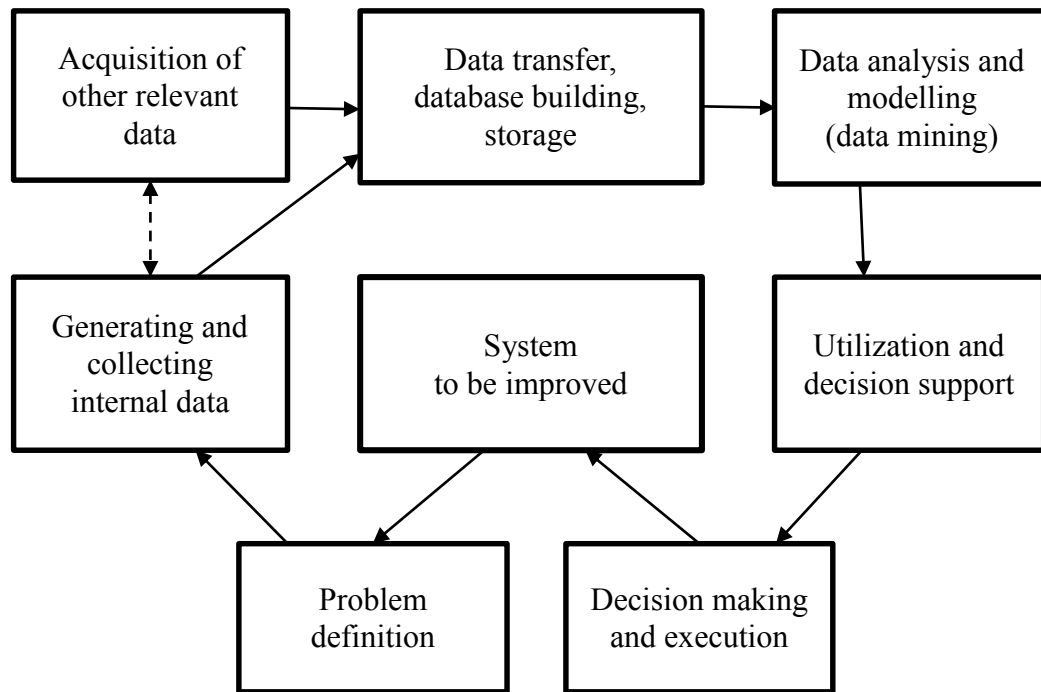 Acquisition of
other relevant
data
Data transfer,
database building,
storage
Data analysis and
modelling
(data mining)
Generating and
collecting
internal data
System
to be improved
Utilization and
decision support
Problem
definition
Decision making
and execution